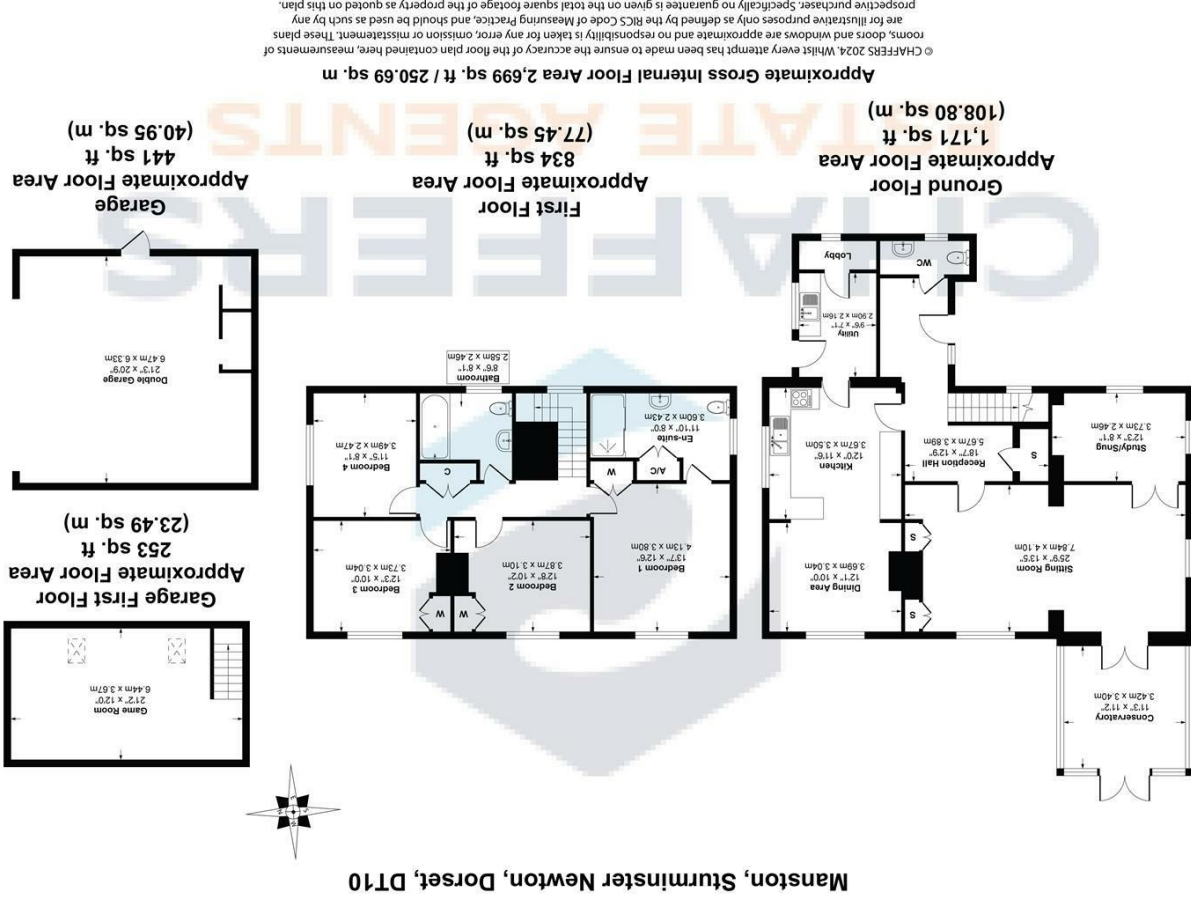 Manston, Sturminster Newton, Dorset, DT10
Conservatory
11'3" x 11'2"
3.42m x 3.40m
Sitting Room
25'9" x 13'5"
7.84m x 4.10m
S
S
Dining Area
12'1" x 10'0"
3.69m x 3.04m
Study/Snug
12'3" x 8'1"
3.73m x 2.46m
S
Reception Hall
18'7" x 12'9"
5.67m x 3.89m
Kitchen
12'0" x 11'6"
3.67m x 3.50m
Utility
9'6" x 7'1"
2.90m x 2.16m
WC
Lobby
Ground Floor
Approximate Floor Area
1,171 sq. ft
(108.80 sq. m)
Bedroom 1
13'7" x 12'6"
4.13m x 3.80m
W
W
Bedroom 2
12'8" x 10'2"
3.87m x 3.10m
Bedroom 3
12'3" x 10'0"
3.73m x 3.04m
A/C
W
C
En-suite
11'10" x 8'0"
3.60m x 2.43m
Bedroom 4
11'5" x 8'1"
3.49m x 2.47m
Bathroom
8'6" x 8'1"
2.58m x 2.46m
First Floor
Approximate Floor Area
834 sq. ft
(77.45 sq. m)
Game Room
21'2" x 12'0"
6.44m x 3.67m
Garage First Floor
Approximate Floor Area
253 sq. ft
(23.49 sq. m)
Double Garage
21'3" x 20'9"
6.47m x 6.33m
Garage
Approximate Floor Area
441 sq. ft
(40.95 sq. m)
CHAFFERS
ESTATE AGENTS
Approximate Gross Internal Floor Area 2,699 sq. ft / 250.69 sq. m
© CHAFFERS 2024. Whilst every attempt has been made to ensure the accuracy of the floor plan contained here, measurements of
rooms, doors and windows are approximate and no responsibility is taken for any error, omission or misstatement. These plans
are for illustrative purposes only as defined by the RICS Code of Measuring Practice, and should be used as such by any
prospective purchaser. Specifically no guarantee is given on the total square footage of the property as quoted on this plan.